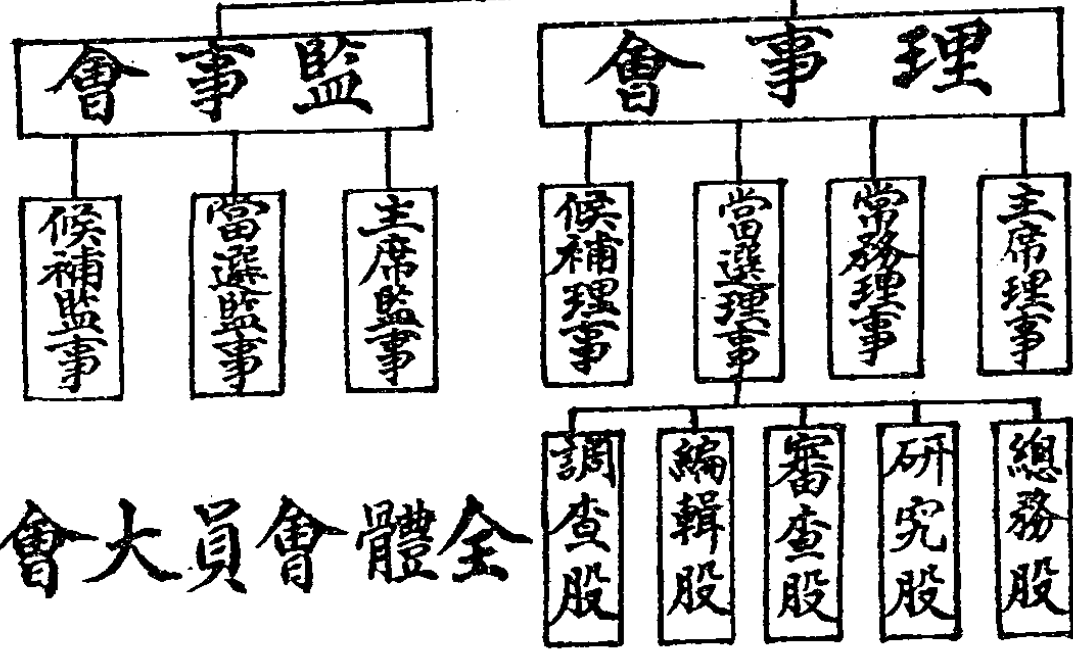 理事會
監事會
主席理事
常務理事
當選理事
候補理事
主席監事
當選監事
候補監事
總務股
研究股
審查股
編輯股
調查股
全體會員大會